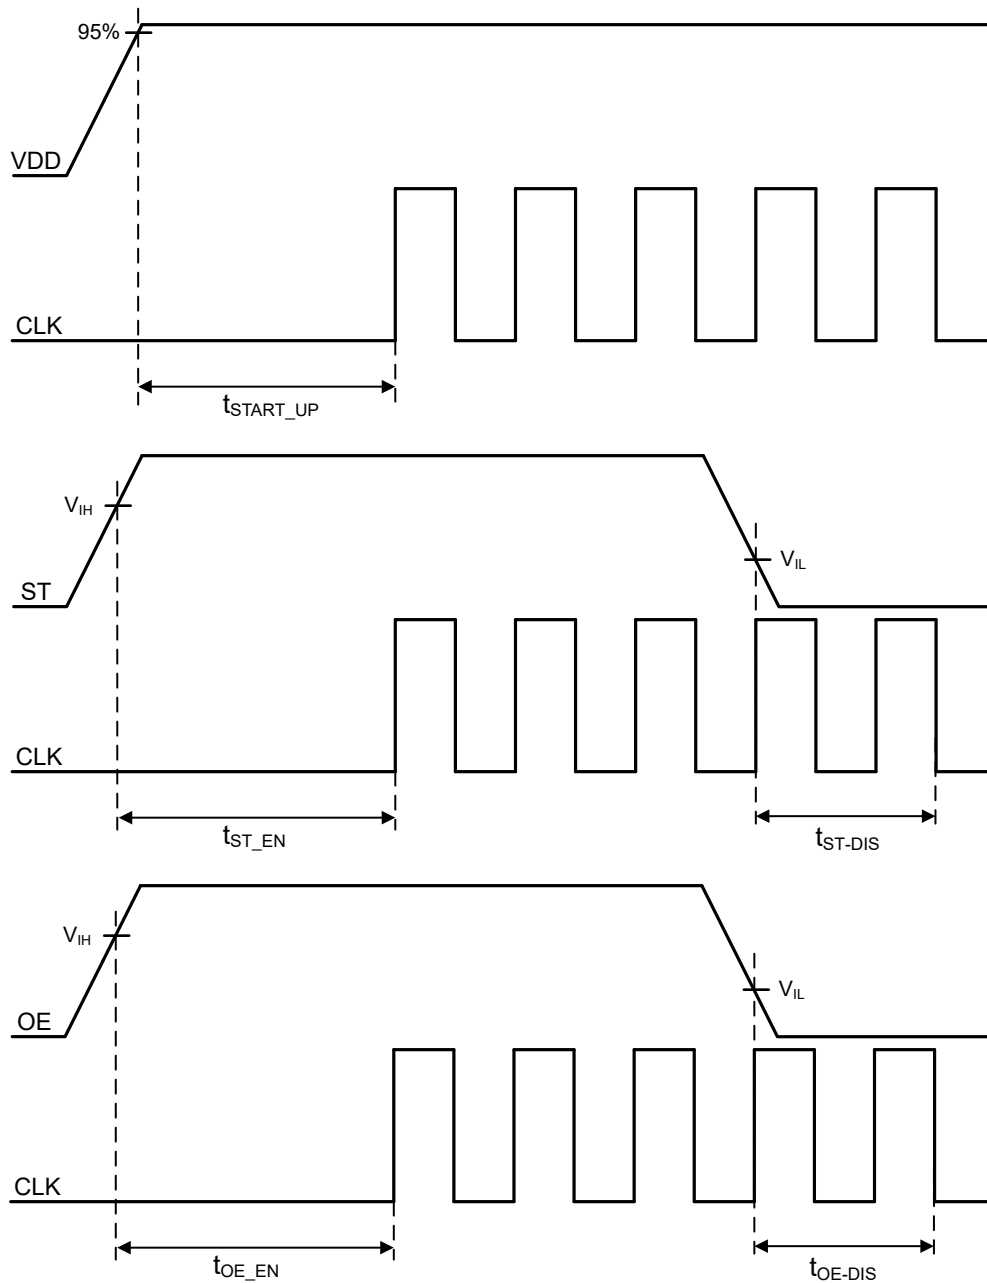 95%
VDD
CLK
tSTART_UP
VIH
ST
VIL
CLK
tST_EN
tST-DIS
VIH
OE
VIL
CLK
tOE_EN
tOE-DIS